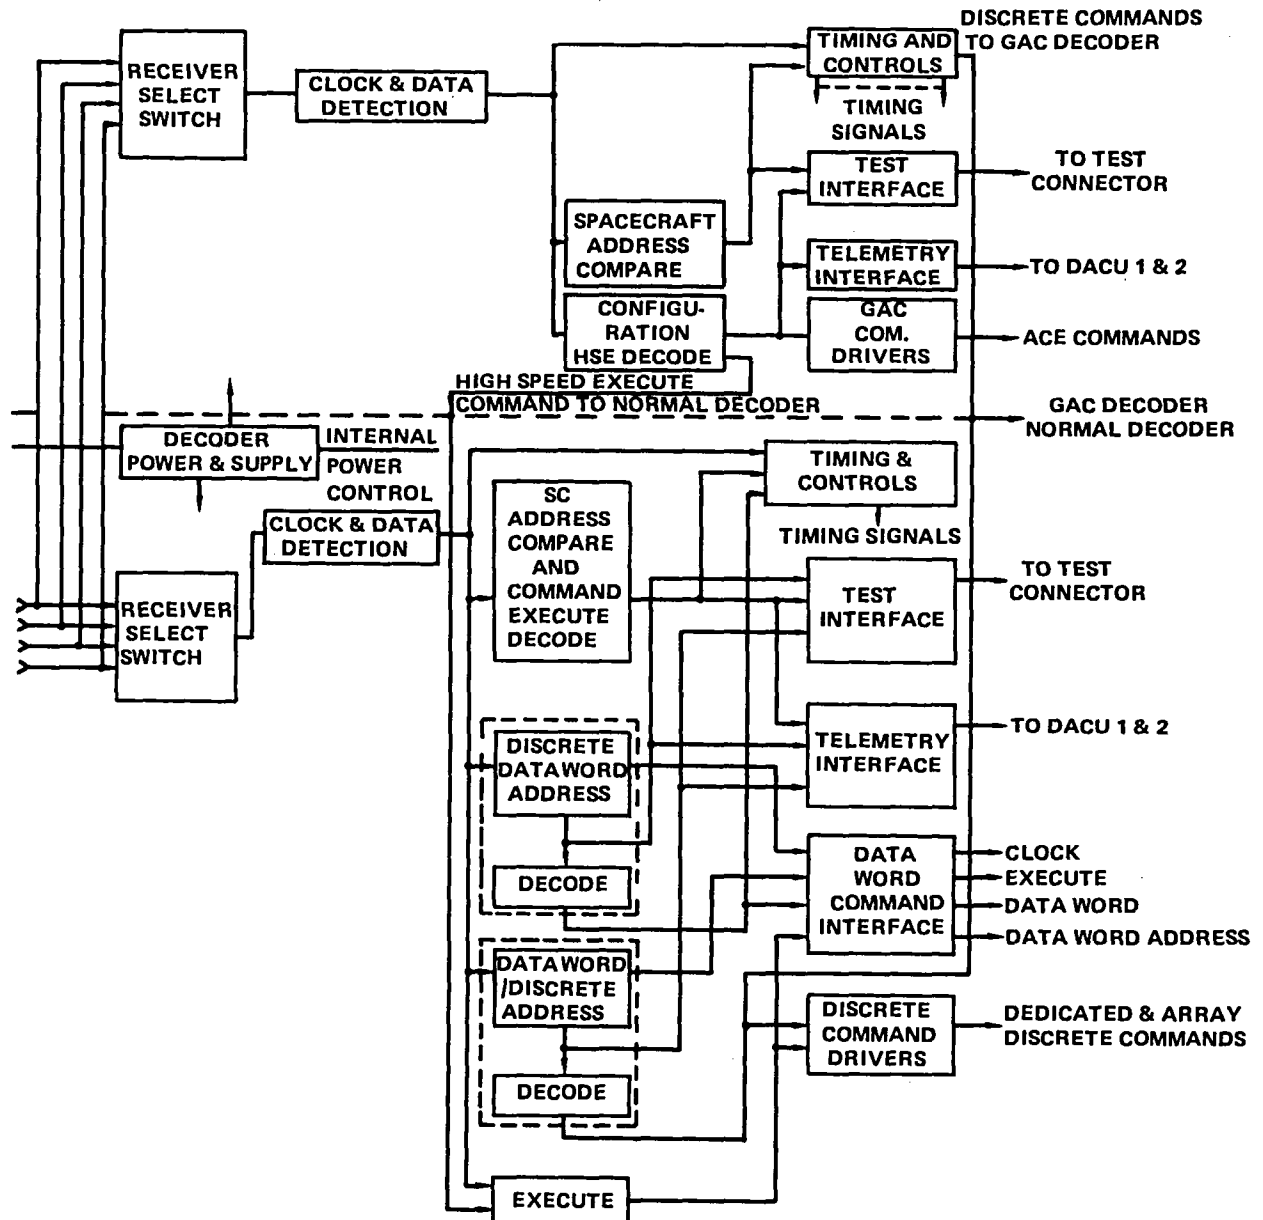 DISCRETE COMMANDS
TO GAC DECODER
TIMING AND
CONTROLS
RECEIVER
SELECT
SWITCH
CLOCK & DATA
DETECTION
TIMING
SIGNALS
TEST
INTERFACE
TO TEST
CONNECTOR
SPACECRAFT
ADDRESS
COMPARE
TELEMETRY
INTERFACE
TO DACU 1 & 2
CONFIGU-
RATION
HSE DECODE
GAC
COM.
DRIVERS
ACE COMMANDS
HIGH SPEED EXECUTE
COMMAND TO NORMAL DECODER
GAC DECODER
NORMAL DECODER
DECODER
POWER & SUPPLY
INTERNAL
POWER
CONTROL
TIMING &
CONTROLS
CLOCK & DATA
DETECTION
SC
ADDRESS
COMPARE
AND
COMMAND
EXECUTE
DECODE
TIMING SIGNALS
TEST
INTERFACE
TO TEST
CONNECTOR
RECEIVER
SELECT
SWITCH
TELEMETRY
INTERFACE
TO DACU 1 & 2
DISCRETE
DATA WORD
ADDRESS
DECODE
DATA
WORD
COMMAND
INTERFACE
CLOCK
EXECUTE
DATA WORD
DATA WORD ADDRESS
DATA WORD
/DISCRETE
ADDRESS
DECODE
DISCRETE
COMMAND
DRIVERS
DEDICATED & ARRAY
DISCRETE COMMANDS
EXECUTE